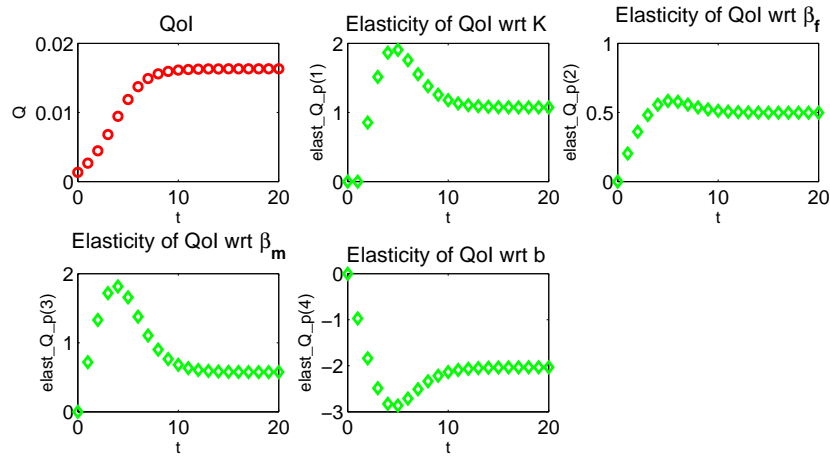 QoI
0.02
0.01
0
Q
0
10
20
t
Elasticity of QoI wrt K
2
1
0
elast_Q_p(1)
0
10
20
t
Elasticity of QoI wrt β_f
1
0.5
0
elast_Q_p(2)
0
10
20
t
Elasticity of QoI wrt β_m
2
1
0
elast_Q_p(3)
0
10
20
t
Elasticity of QoI wrt b
0
−1
−2
−3
elast_Q_p(4)
0
10
20
t